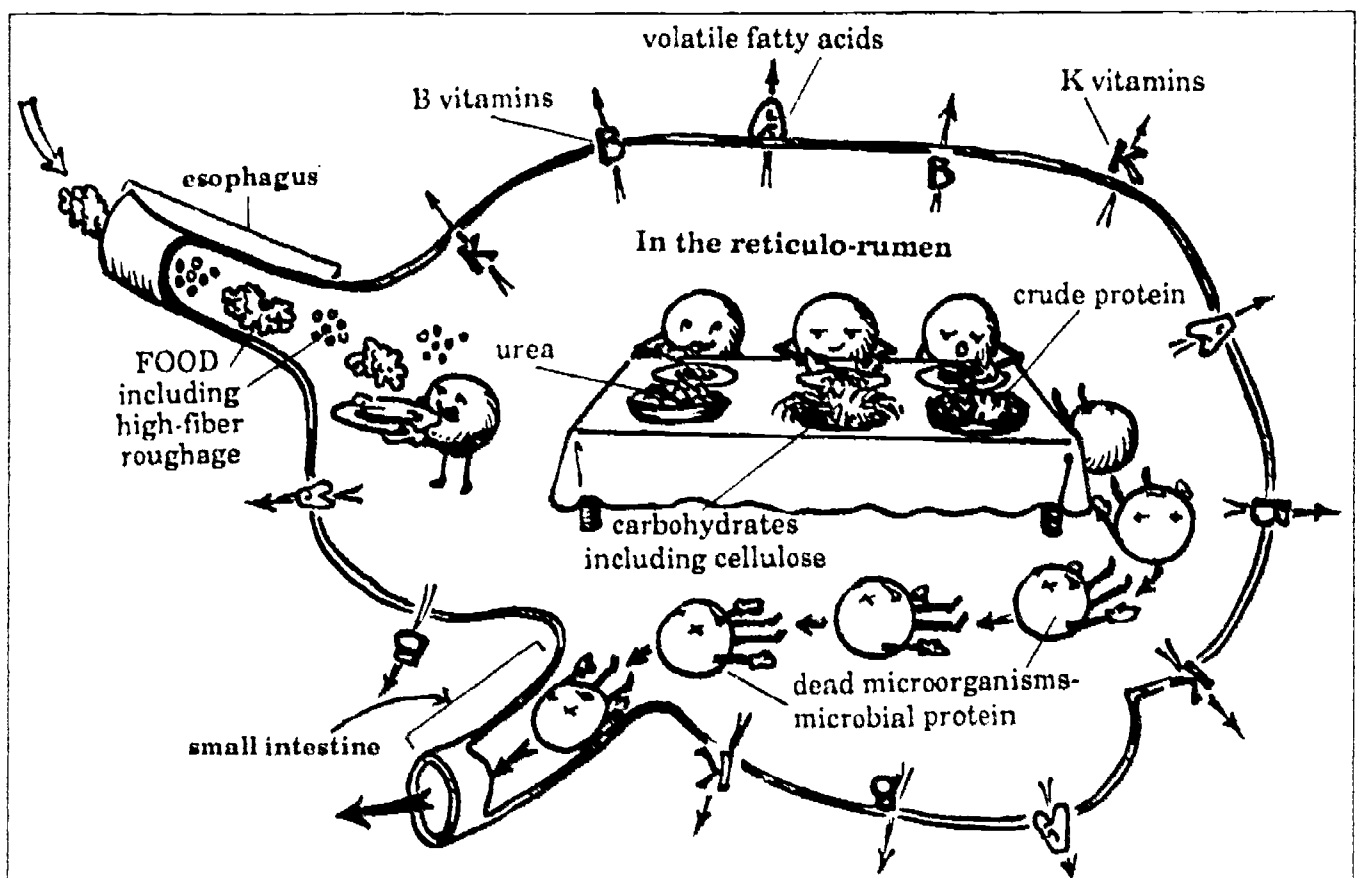 volatile fatty acids
B vitamins
K vitamins
esophagus
In the reticulo-rumen
crude protein
urea
FOOD
including
high-fiber
roughage
carbohydrates
including cellulose
dead microorganisms-
microbial protein
small intestine
B
B
K
K